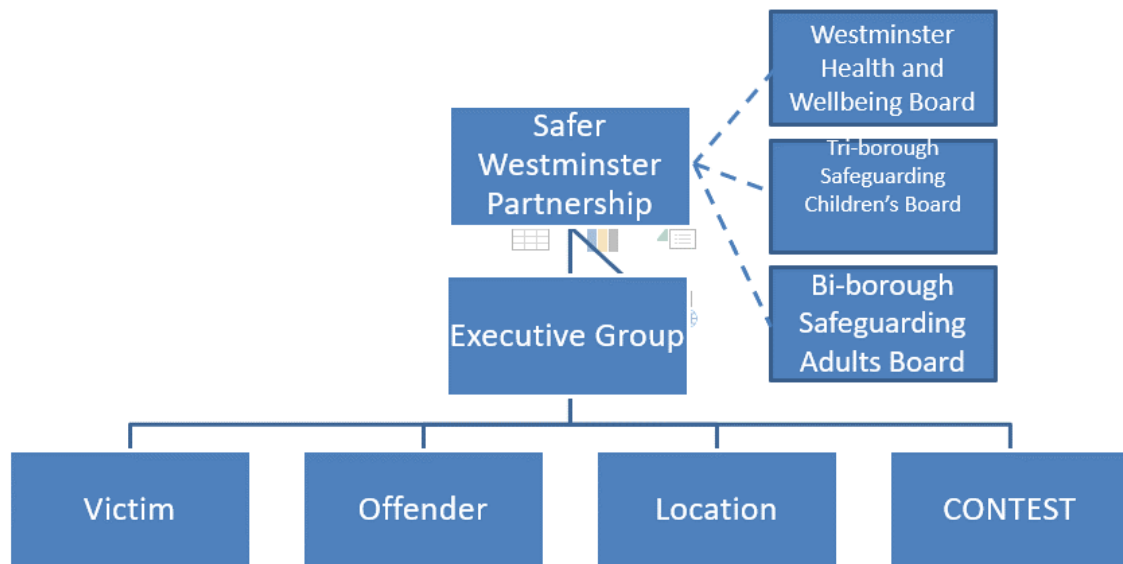 Safer
Westminster
Partnership
Westminster
Health and
Wellbeing Board
Tri-borough
Safeguarding
Children's Board
Bi-borough
Safeguarding
Adults Board
Executive Group
Victim
Offender
Location
CONTEST